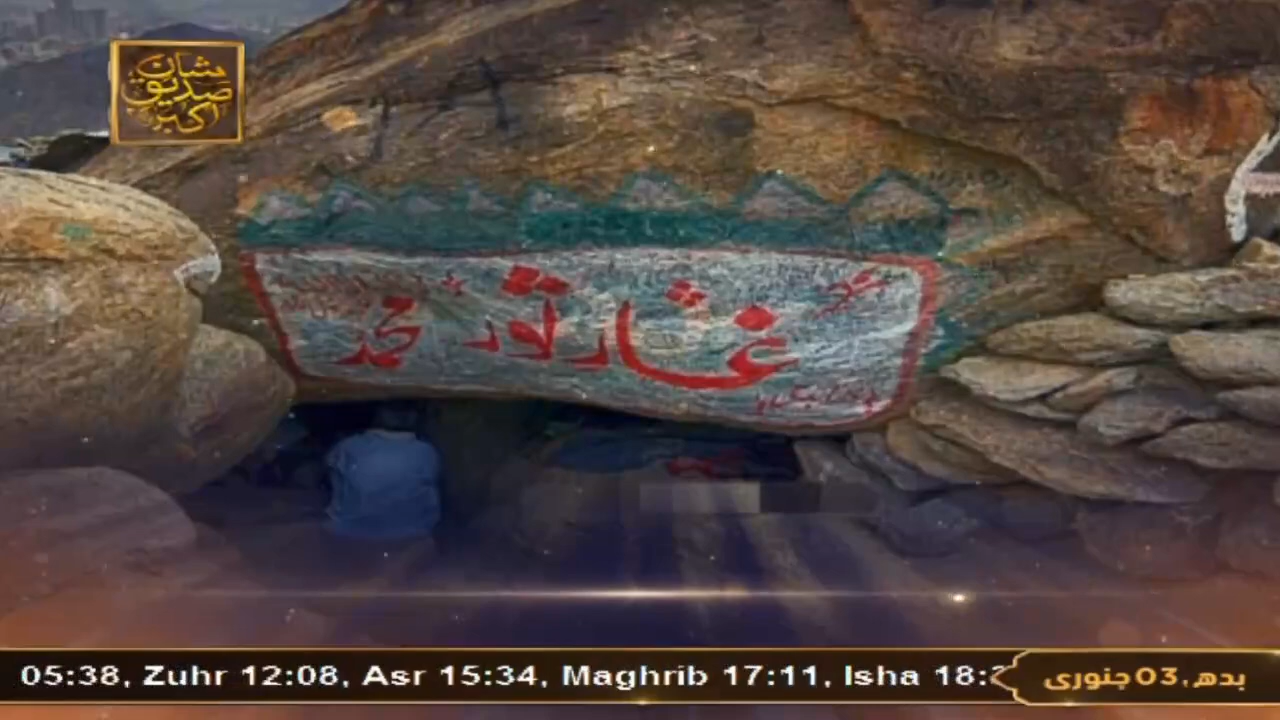 بشان
صدیق
اکبر
غار ثور محمد
05:38, Zuhr 12:08, Asr 15:34, Maghrib 17:11, Isha 18:
بدھ، 03 جنوری